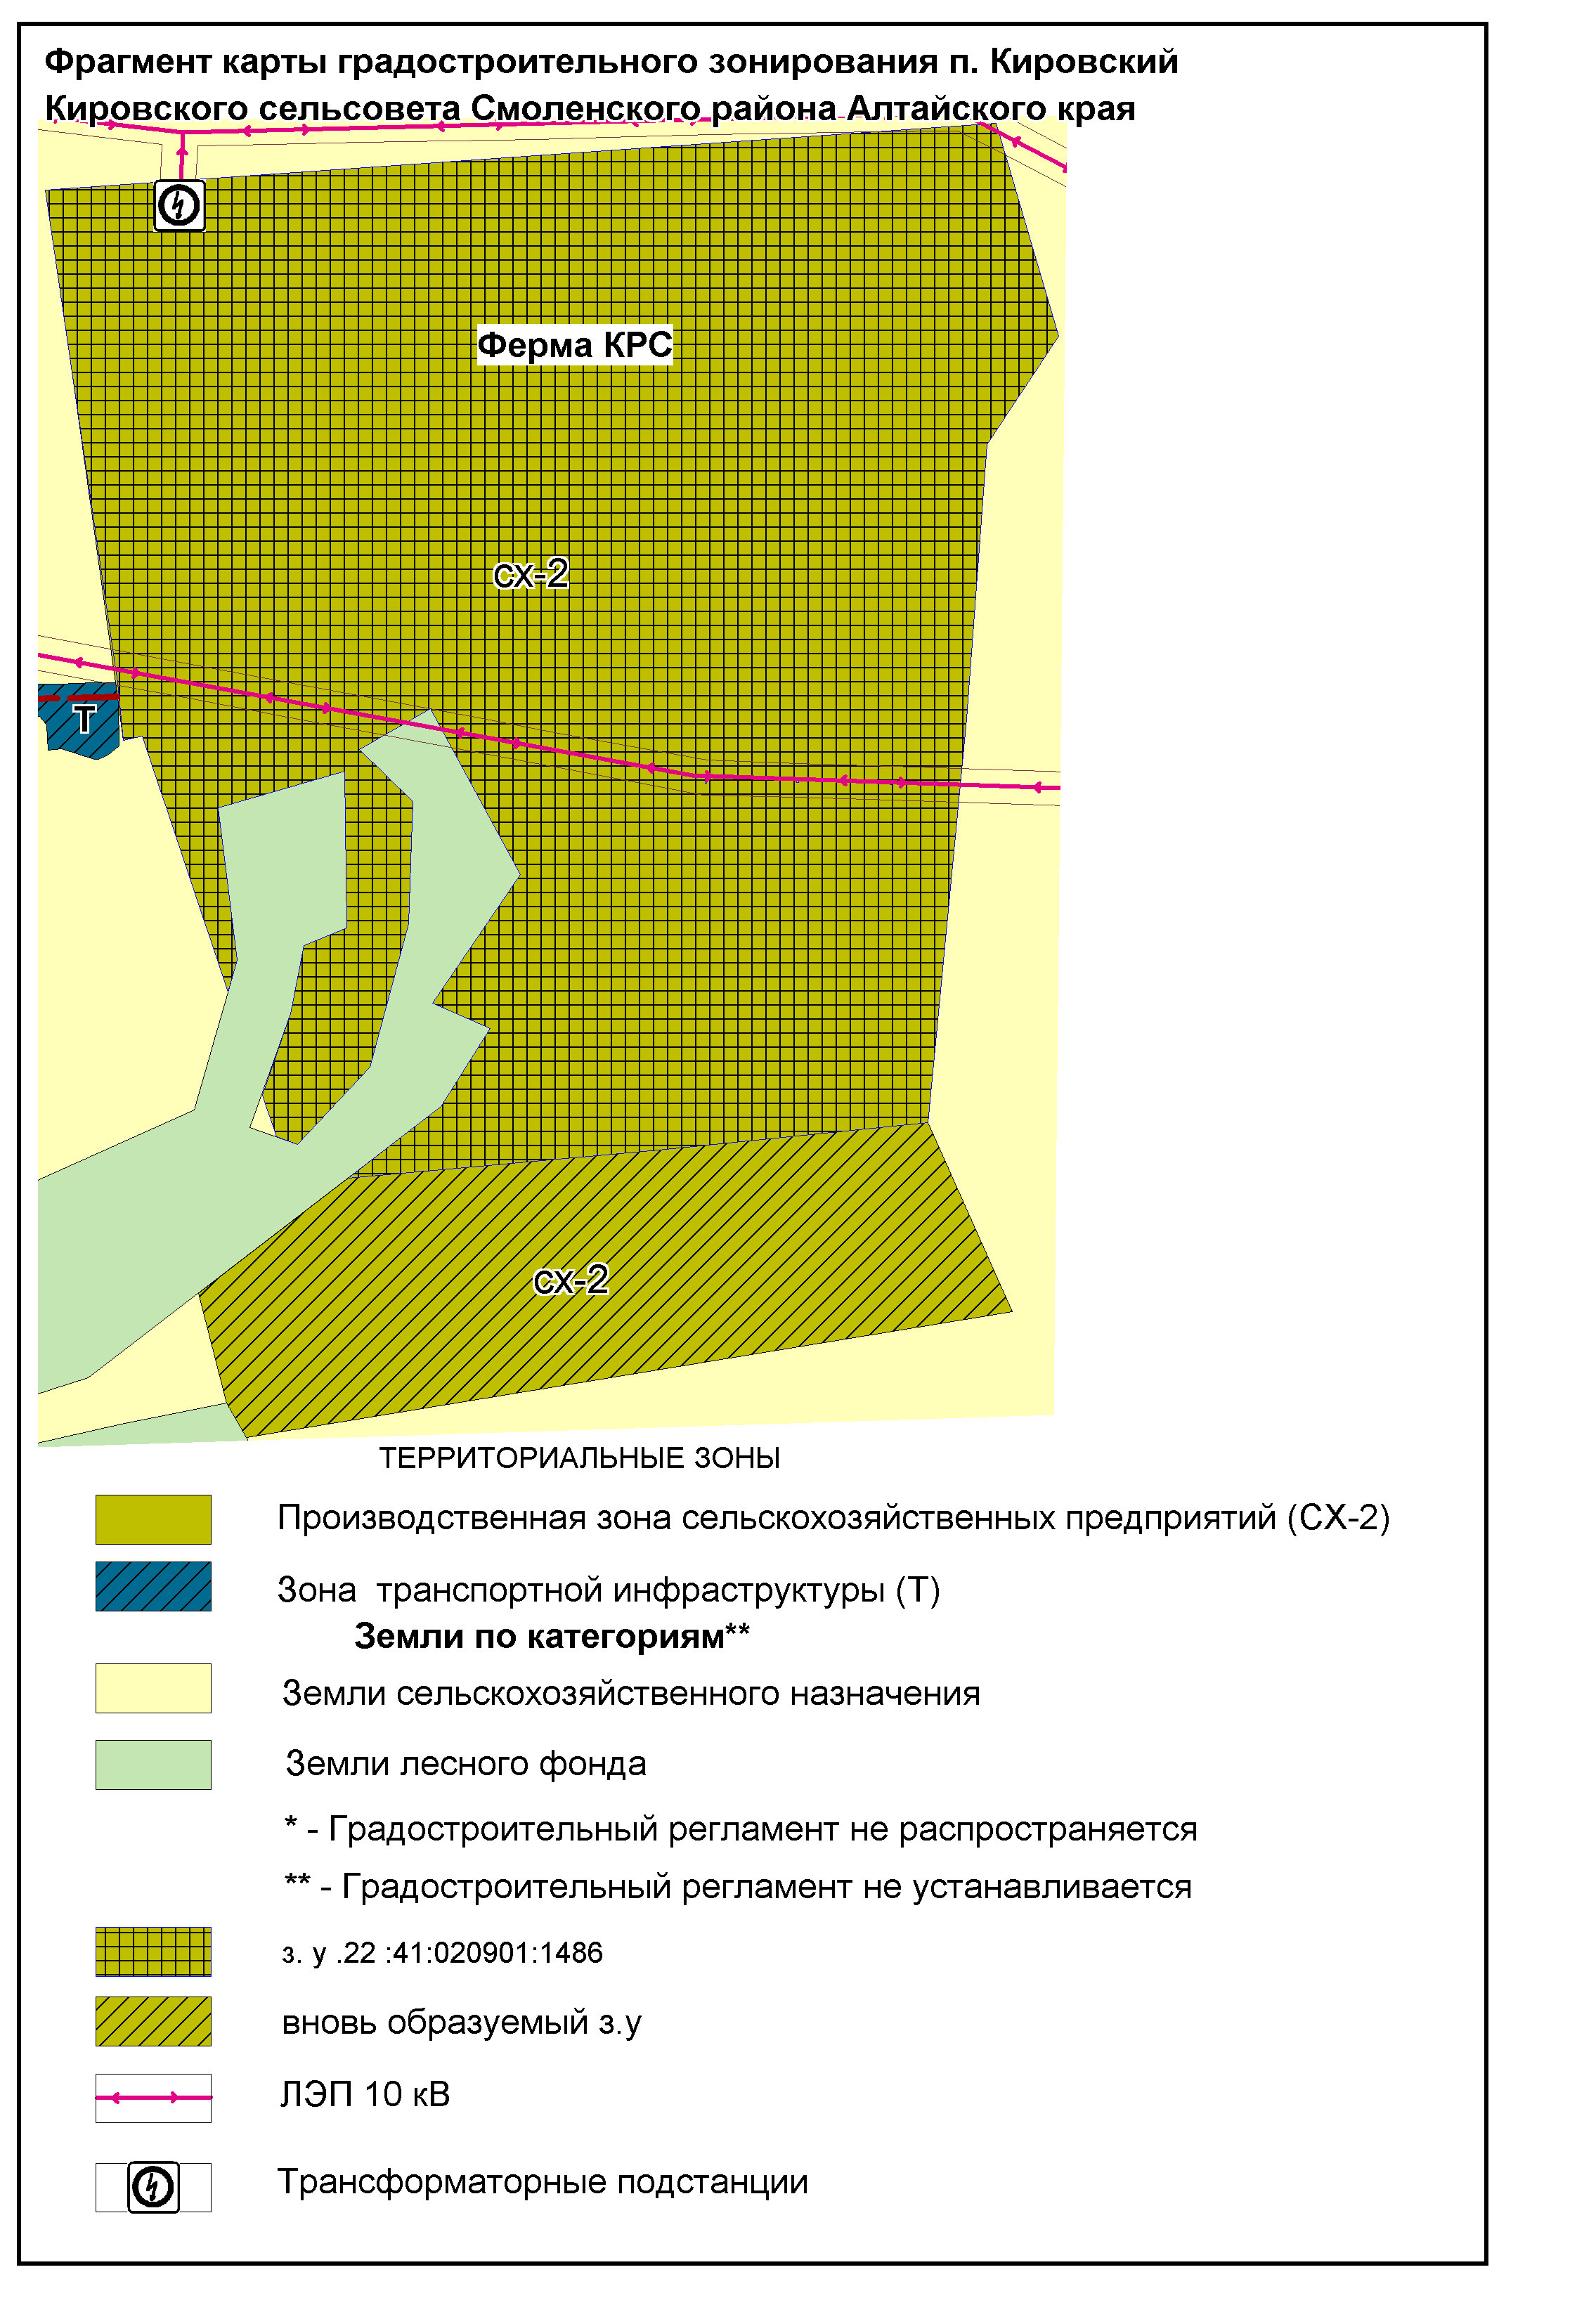 Фрагмент карты градостроительного зонирования п. Кировский
Кировского сельсовета Смоленского района Алтайского края
Ферма КРС
сх-2
Т
сх-2
ТЕРРИТОРИАЛЬНЫЕ ЗОНЫ
Производственная зона сельскохозяйственных предприятий (СХ-2)
Зона транспортной инфраструктуры (Т)
Земли по категориям**
Земли сельскохозяйственного назначения
Земли лесного фонда
* - Градостроительный регламент не распространяется
** - Градостроительный регламент не устанавливается
з. у .22 :41:020901:1486
вновь образуемый з.у
ЛЭП 10 кВ
Трансформаторные подстанции